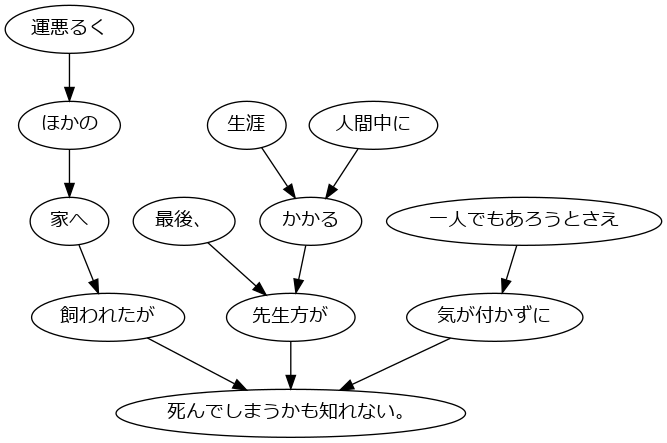 運悪るく
ほかの
生涯
人間中に
家へ
最後、
かかる
一人でもあろうとさえ
飼われたが
先生方が
気が付かずに
死んでしまうかも知れない。